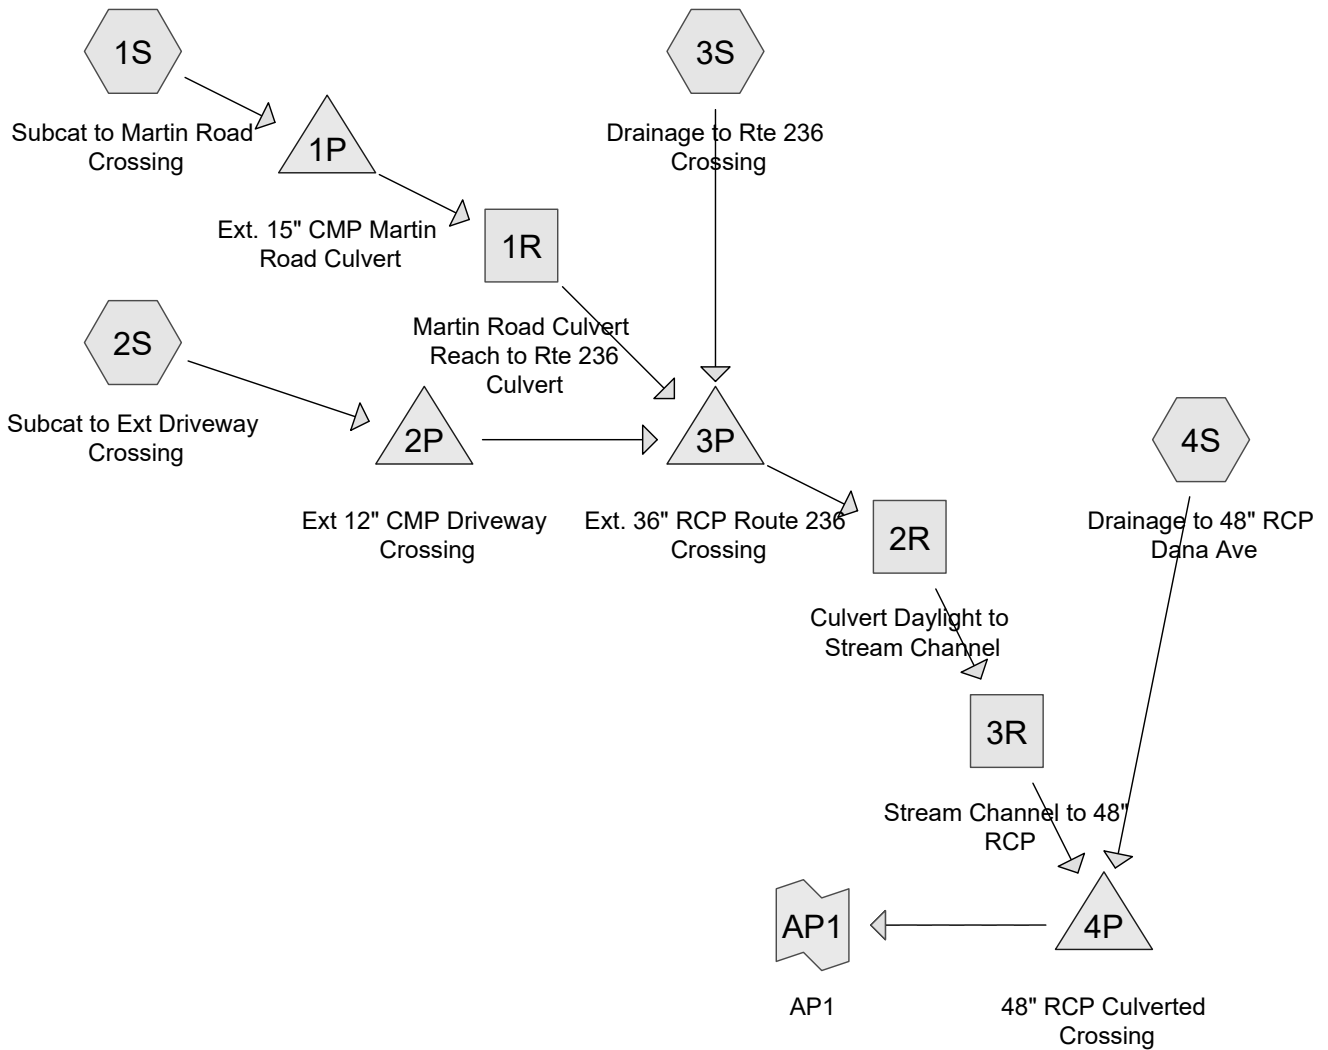 1S
Subcat to Martin Road
Crossing
3S
Drainage to Rte 236
Crossing
1P
Ext. 15" CMP Martin
Road Culvert
1R
Martin Road Culvert
Reach to Rte 236
Culvert
2S
Subcat to Ext Driveway
Crossing
2P
Ext 12" CMP Driveway
Crossing
3P
Ext. 36" RCP Route 236
Crossing
4S
Drainage to 48" RCP
Dana Ave
2R
Culvert Daylight to
Stream Channel
3R
Stream Channel to 48"
RCP
AP1
AP1
4P
48" RCP Culverted
Crossing